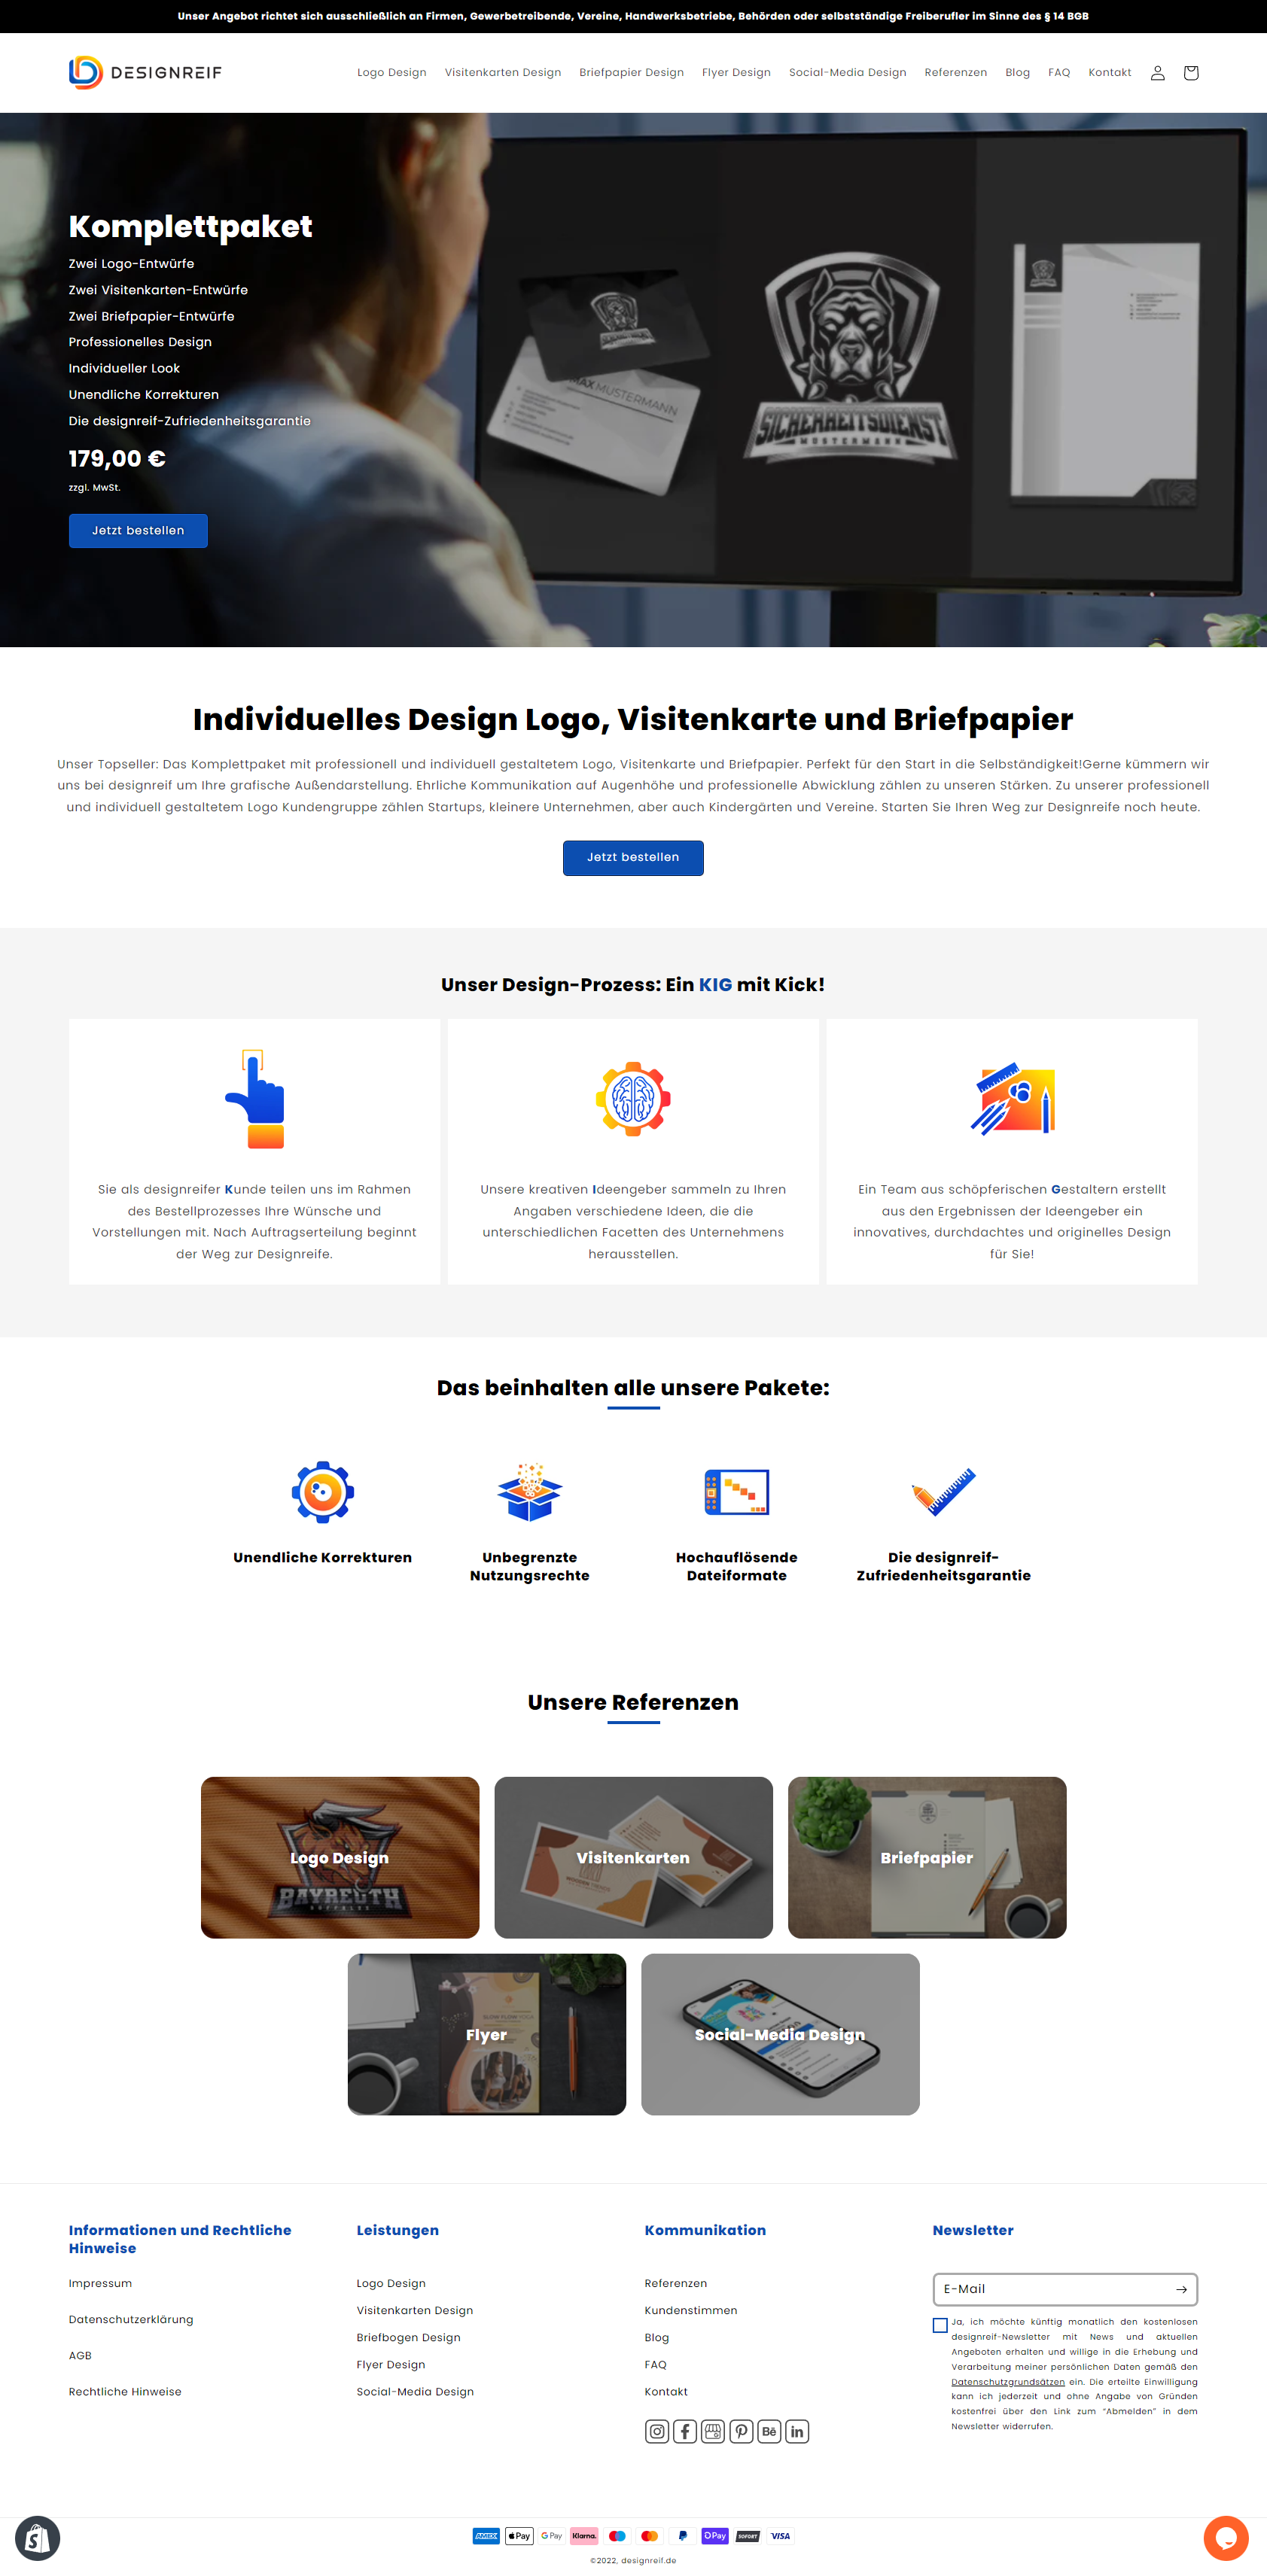 Unser Angebot richtet sich ausschließlich an Firmen, Gewerbetreibende, Vereine, Handwerksbetriebe, Behörden oder selbstständige Freiberufler im Sinne des § 14 BGB
DESIGNREIF
Logo Design Visitenkarten Design Briefpapier Design Flyer Design Social-Media Design Referenzen Blog FAQ Kontakt
Komplettpaket
Zwei Logo-Entwürfe
Zwei Visitenkarten-Entwürfe
Zwei Briefpapier-Entwürfe
Professionelles Design
Individueller Look
Unendliche Korrekturen
Die designreif-Zufriedenheitsgarantie
179,00 €
zzgl. MwSt.
Jetzt bestellen
MAX MUSTERMANN
SICHERHEITSDIENST
MUSTERMANN
Individuelles Design Logo, Visitenkarte und Briefpapier
Unser Topseller: Das Komplettpaket mit professionell und individuell gestaltetem Logo, Visitenkarte und Briefpapier. Perfekt für den Start in die Selbständigkeit!Gerne kümmern wir
uns bei designreif um Ihre grafische Außendarstellung. Ehrliche Kommunikation auf Augenhöhe und professionelle Abwicklung zählen zu unseren Stärken. Zu unserer professionell
und individuell gestaltetem Logo Kundengruppe zählen Startups, kleinere Unternehmen, aber auch Kindergärten und Vereine. Starten Sie Ihren Weg zur Designreife noch heute.
Jetzt bestellen
Unser Design-Prozess: Ein KIG mit Kick!
Sie als designreifer Kunde teilen uns im Rahmen
des Bestellprozesses Ihre Wünsche und
Vorstellungen mit. Nach Auftragserteilung beginnt
der Weg zur Designreife.
Unsere kreativen Ideengeber sammeln zu Ihren
Angaben verschiedene Ideen, die die
unterschiedlichen Facetten des Unternehmens
herausstellen.
Ein Team aus schöpferischen Gestaltern erstellt
aus den Ergebnissen der Ideengeber ein
innovatives, durchdachtes und originelles Design
für Sie!
Das beinhalten alle unsere Pakete:
Unendliche Korrekturen
Unbegrenzte
Nutzungsrechte
Hochauflösende
Dateiformate
Die designreif-
Zufriedenheitsgarantie
Unsere Referenzen
Logo Design
BAYREUTH
BUFFALOS
Visitenkarten
Briefpapier
Flyer
SLOW FLOW YOGA
Social-Media Design
Informationen und Rechtliche
Hinweise
Impressum
Datenschutzerklärung
AGB
Rechtliche Hinweise
Leistungen
Logo Design
Visitenkarten Design
Briefbogen Design
Flyer Design
Social-Media Design
Kommunikation
Referenzen
Kundenstimmen
Blog
FAQ
Kontakt
Bē
in
Newsletter
E-Mail
Ja, ich möchte künftig monatlich den kostenlosen
designreif-Newsletter mit News und aktuellen
Angeboten erhalten und willige in die Erhebung und
Verarbeitung meiner persönlichen Daten gemäß den
Datenschutzgrundsätzen ein. Die erteilte Einwilligung
kann ich jederzeit und ohne Angabe von Gründen
kostenfrei über den Link zum "Abmelden" in dem
Newsletter widerrufen.
AMEX Pay G Pay Klarna. Pay SOFORT VISA
©2022, designreif.de